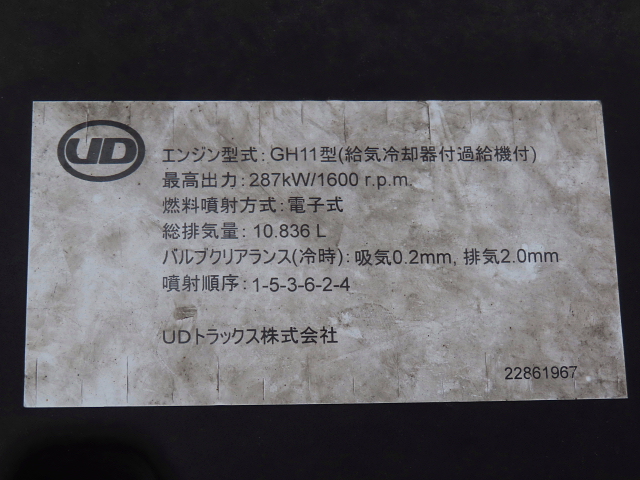 UD
エンジン型式：GH11型(給気冷却器付過給機付)
最高出力：287kW/1600 r.p.m.
燃料噴射方式：電子式
総排気量：10.836 L
バルブクリアランス(冷時)：吸気0.2mm, 排気2.0mm
噴射順序：1-5-3-6-2-4
UDトラックス株式会社
22861967